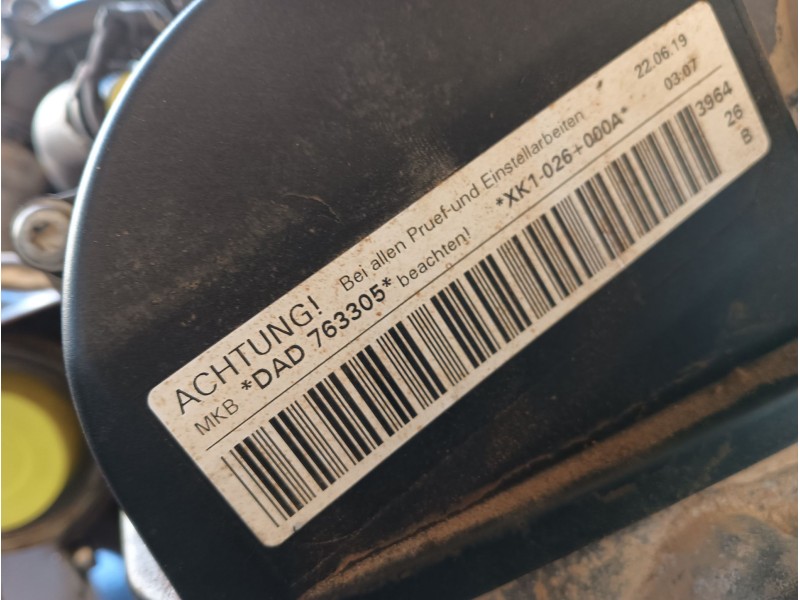 ACHTUNG! Bei allen Pruef-und Einstellarbeiten 22.06.19
MKB *DAD 763305* beachten! *XK1-026+000A* 03:07
3964
26
B